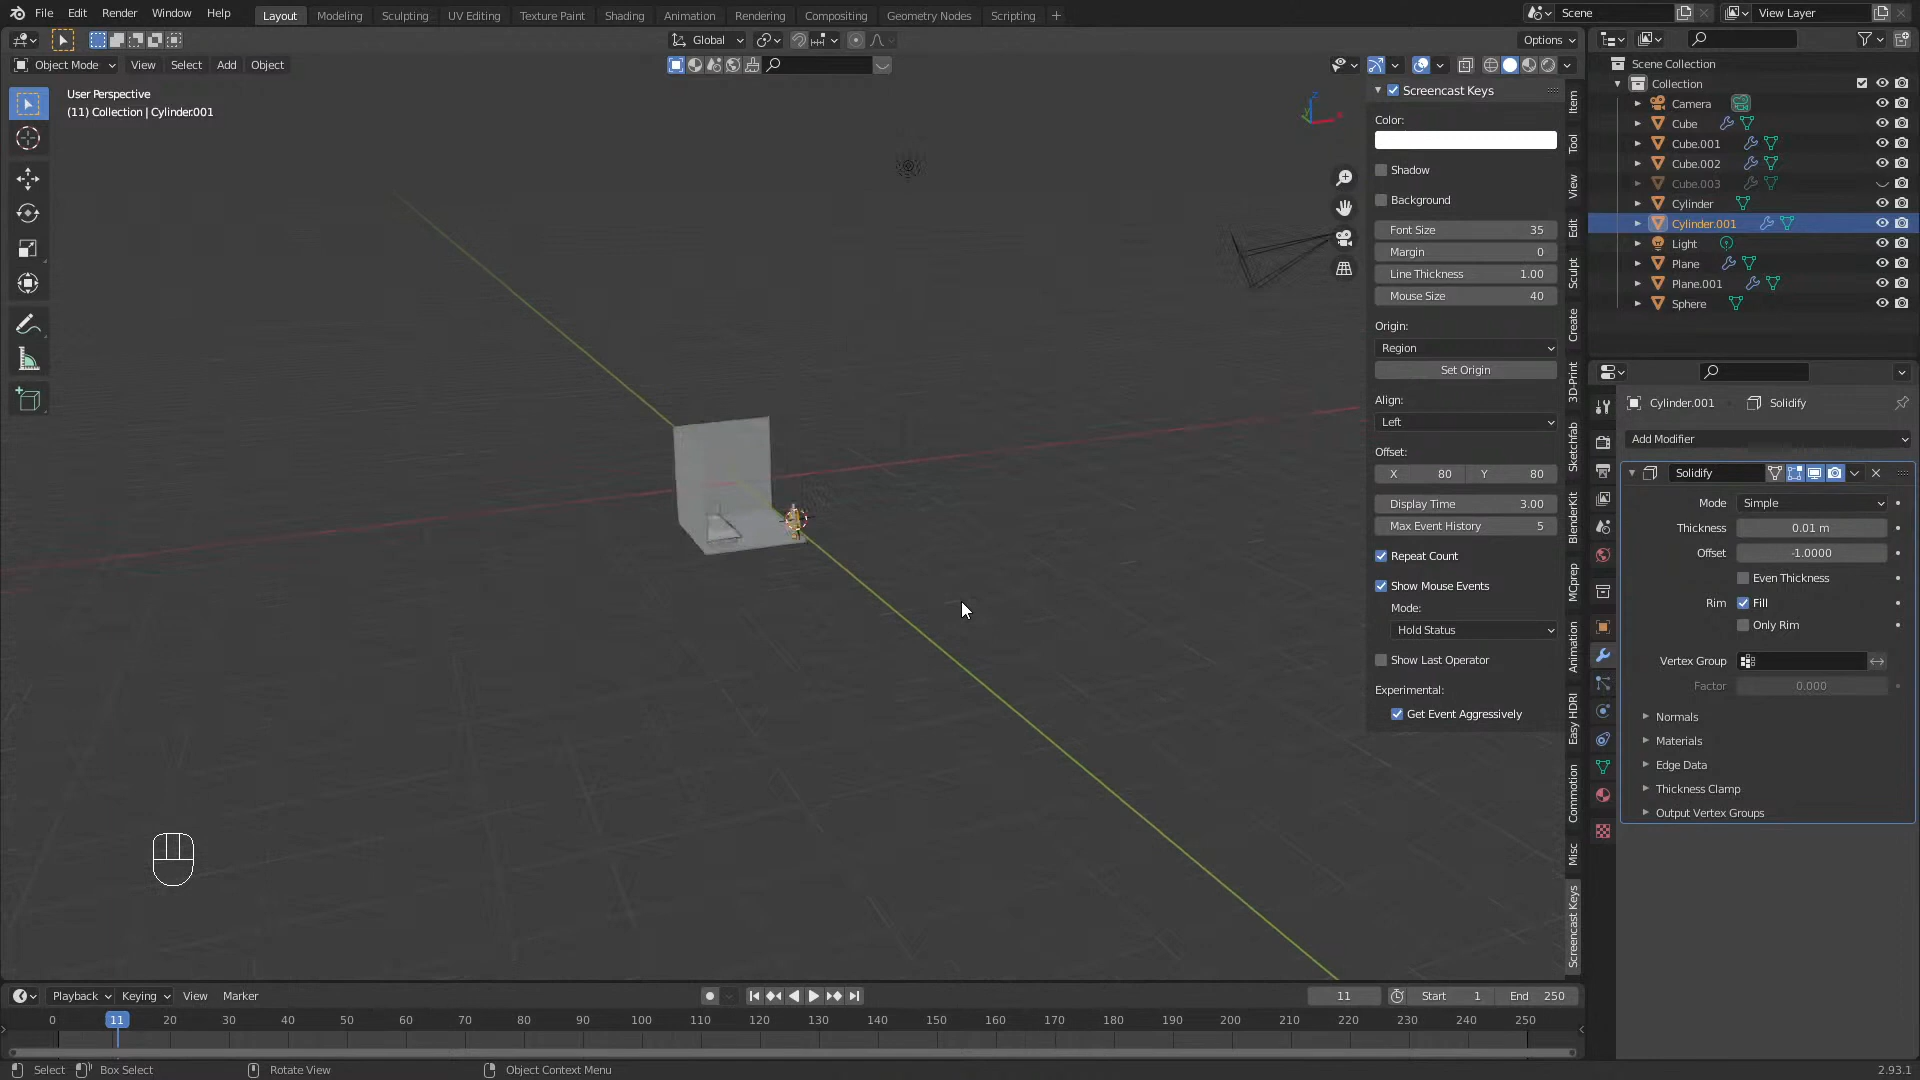 File Edit Render Window Help Layout Modeling Sculpting UV Editing Texture Paint Shading Animation Rendering Compositing Geometry Nodes Scripting + Scene View Layer
Global Options
Object Mode View Select Add Object
User Perspective
(11) Collection | Cylinder.001
Screencast Keys
Color:
Shadow
Background
Font Size 35
Margin 0
Line Thickness 1.00
Mouse Size 40
Origin:
Region
Set Origin
Align:
Left
Offset:
X 80 Y 80
Display Time 3.00
Max Event History 5
Repeat Count
Show Mouse Events
Mode:
Hold Status
Show Last Operator
Experimental:
Get Event Aggressively
Item
Tool
View
Edit
Sculpt
Create
3D-Print
Sketchfab
BlenderKit
MCprep
Animation
Easy HDRI
Commotion
Misc
Screencast Keys
Scene Collection
Collection
Camera
Cube
Cube.001
Cube.002
Cube.003
Cylinder
Cylinder.001
Light
Plane
Plane.001
Sphere
Cylinder.001 Solidify
Add Modifier
Solidify
Mode Simple
Thickness 0.01 m
Offset -1.0000
Even Thickness
Rim Fill
Only Rim
Vertex Group
Factor 0.000
Normals
Materials
Edge Data
Thickness Clamp
Output Vertex Groups
Playback Keying View Marker 11 Start 1 End 250
0 11 20 30 40 50 60 70 80 90 100 110 120 130 140 150 160 170 180 190 200 210 220 230 240 250
Select Box Select Rotate View Object Context Menu 2.93.1